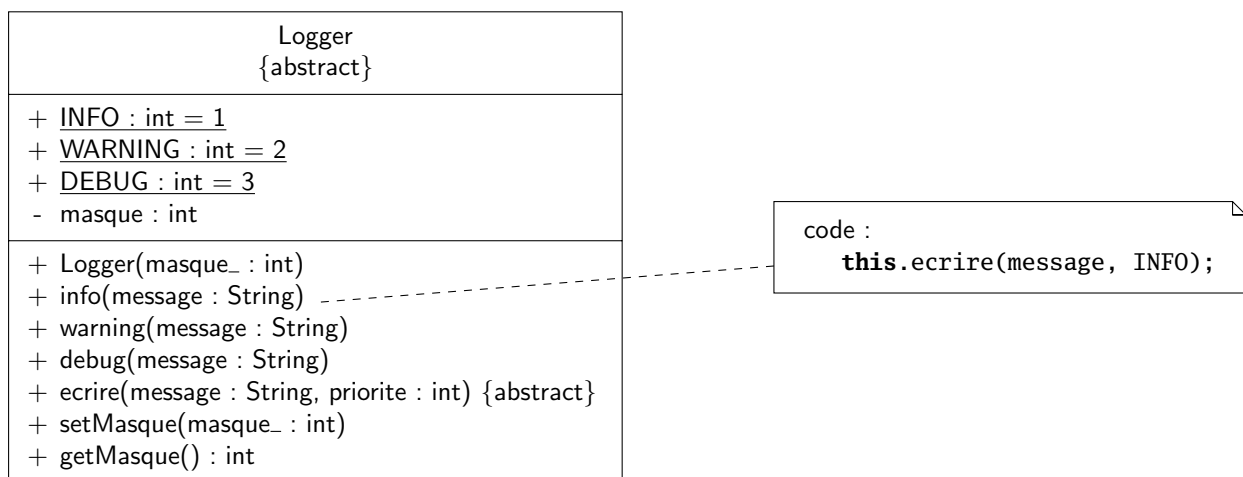 Logger
{abstract}
+ INFO : int = 1
+ WARNING : int = 2
+ DEBUG : int = 3
- masque : int
+ Logger(masque_ : int)
+ info(message : String)
+ warning(message : String)
+ debug(message : String)
+ ecrire(message : String, priorite : int) {abstract}
+ setMasque(masque_ : int)
+ getMasque() : int
code :
this.ecrire(message, INFO);